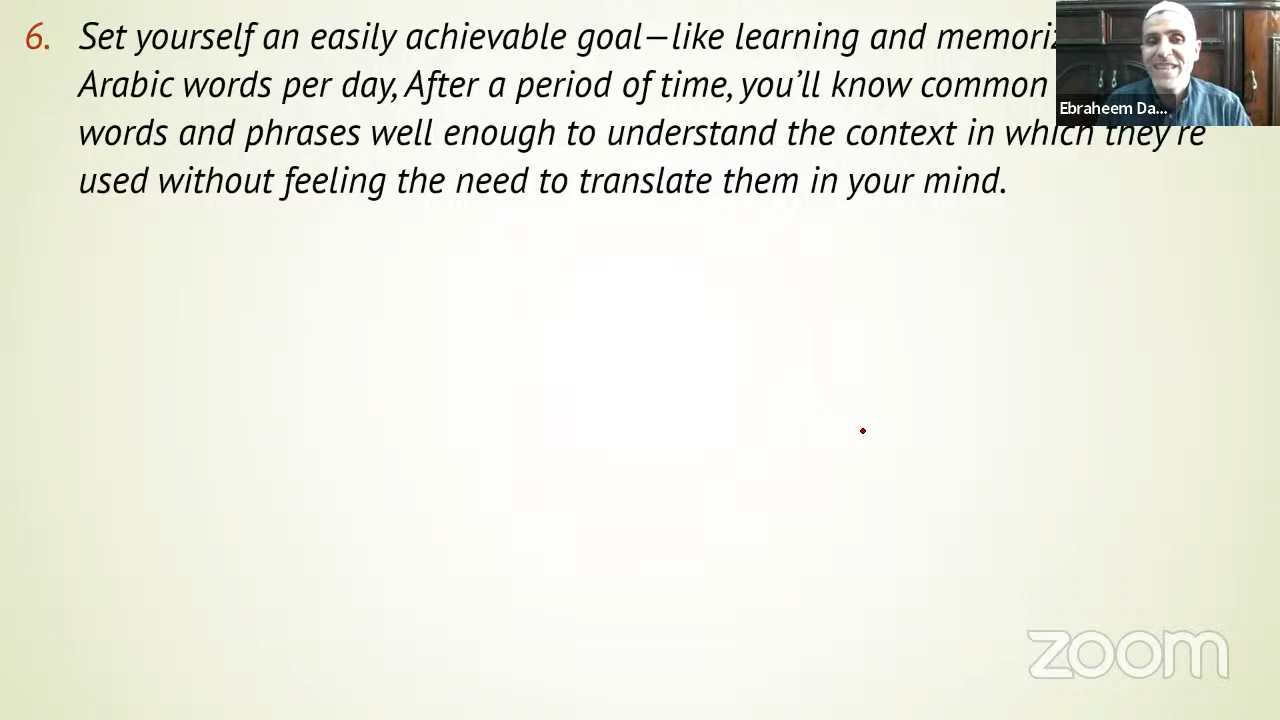 6. Set yourself an easily achievable goal—like learning and memoriz
Arabic words per day, After a period of time, you'll know common
words and phrases well enough to understand the context in which they're
used without feeling the need to translate them in your mind.
Ebraheem Da...
zoom